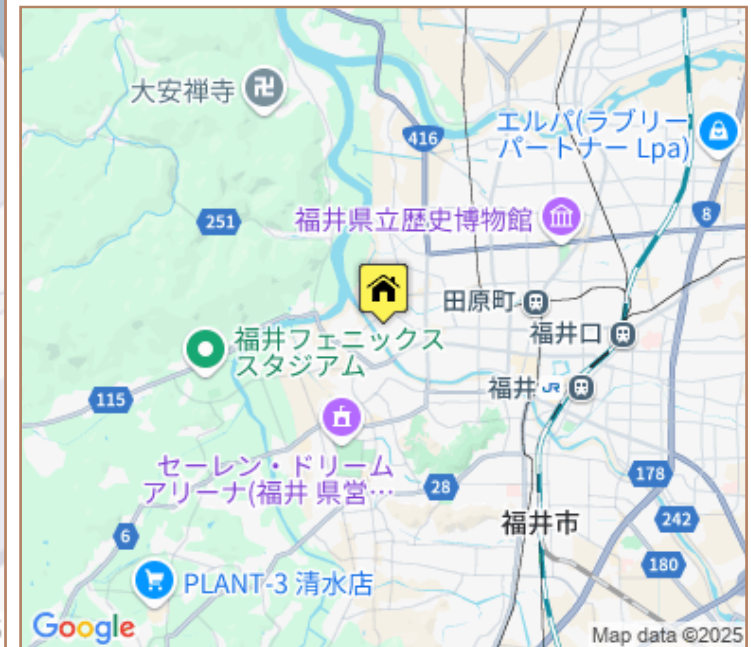 大安禅寺
416
エルパ(ラブリー
パートナー Lpa)
251
福井県立歴史博物館
8
田原町
福井口
福井フェニックス
スタジアム
福井 JR
115
セーレン・ドリーム
アリーナ(福井 県営…
28
178
242
福井市
6
180
PLANT-3 清水店
Google
Map data ©2025